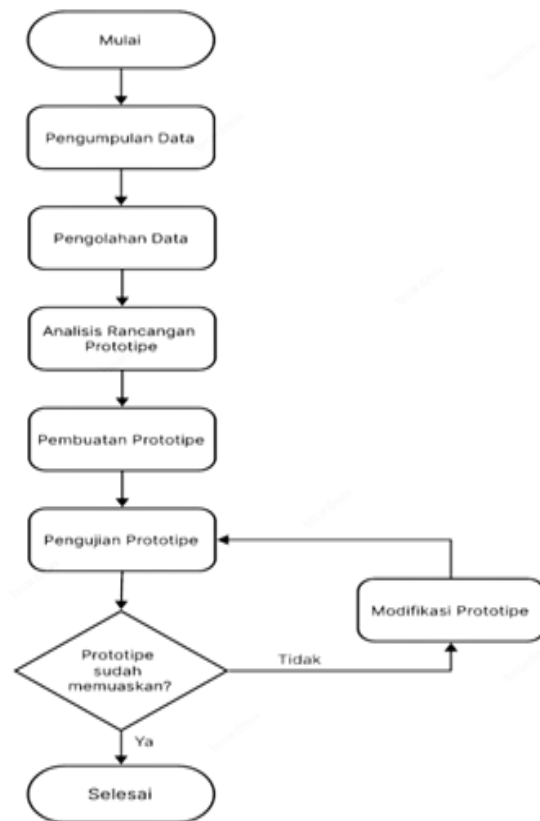 Mulai
Pengumpulan Data
Pengolahan Data
Analisis Rancangan
Prototipe
Pembuatan Prototipe
Pengujian Prototipe
Modifikasi Prototipe
Prototipe
sudah
memuaskan?
Tidak
Ya
Selesai